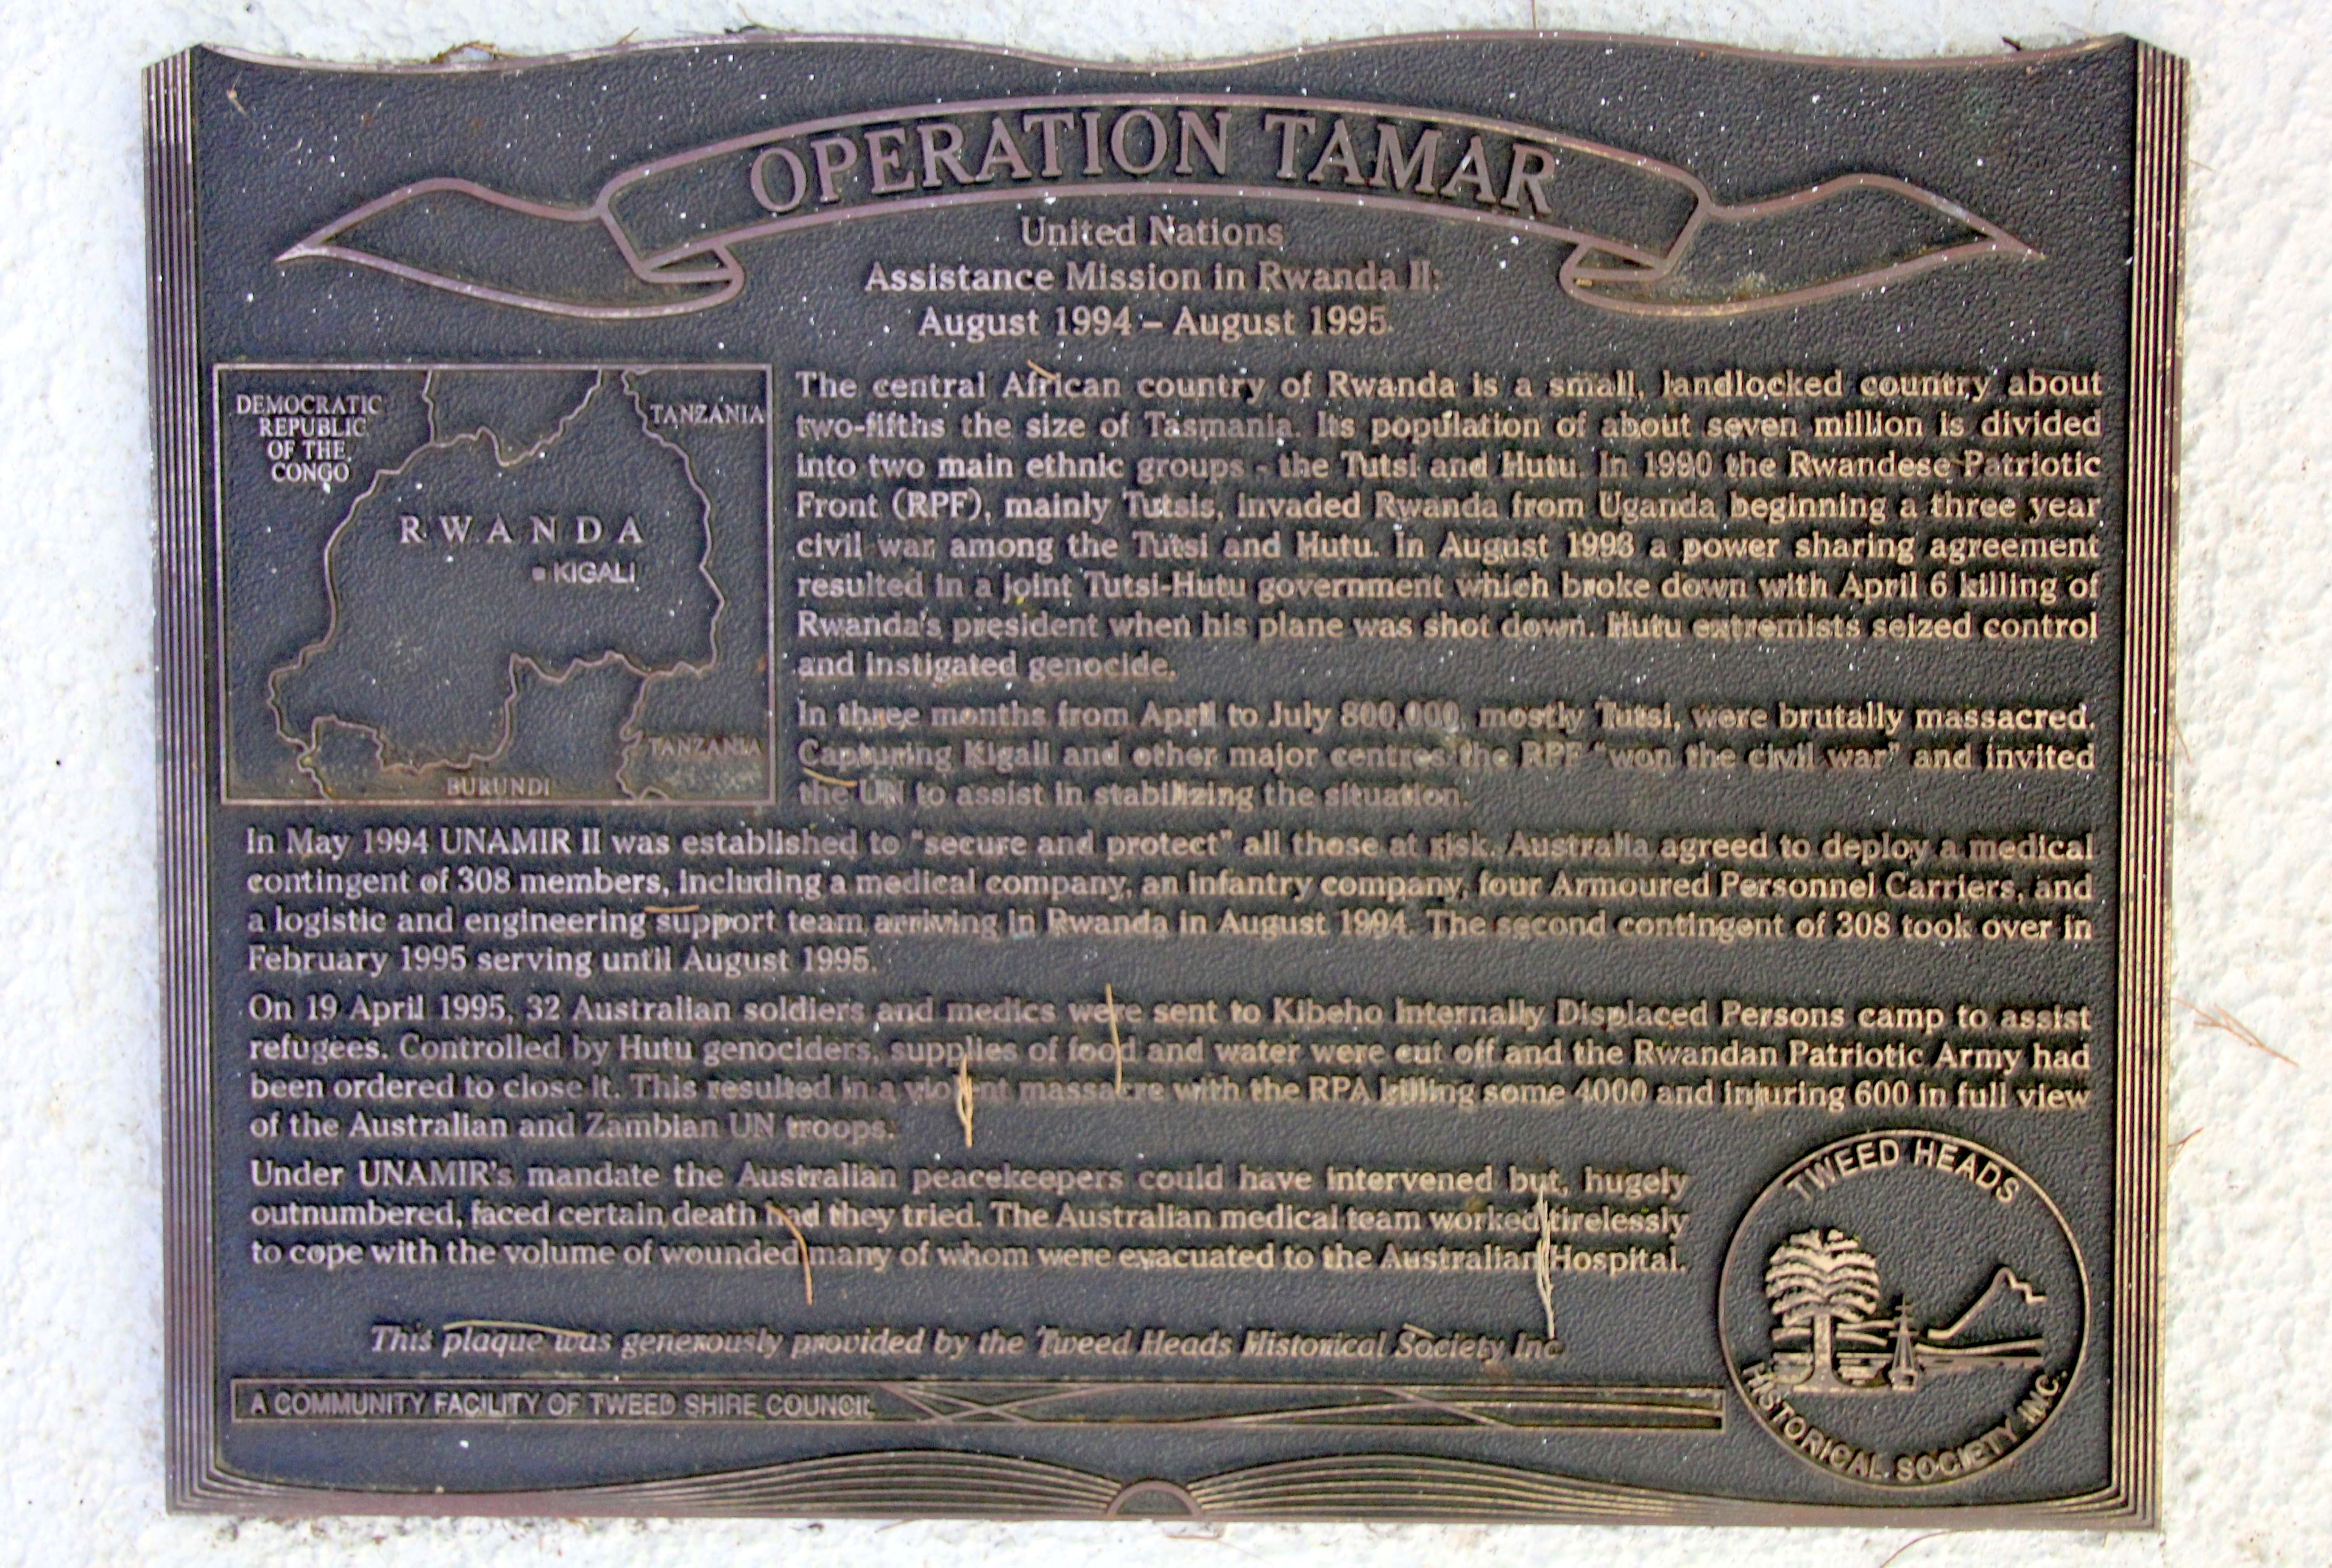 OPERATION TAMAR
United Nations
Assistance Mission in Rwanda II:
August 1994 – August 1995.
DEMOCRATIC
REPUBLIC
OF THE
CONGO
TANZANIA
RWANDA
KIGALI
TANZANIA
BURUNDI
The central African country of Rwanda is a small, landlocked country about
two-fifths the size of Tasmania. Its population of about seven million is divided
into two main ethnic groups - the Tutsi and Hutu. In 1990 the Rwandese Patriotic
Front (RPF), mainly Tutsis, invaded Rwanda from Uganda beginning a three year
civil war among the Tutsi and Hutu. In August 1993 a power sharing agreement
resulted in a joint Tutsi-Hutu government which broke down with April 6 killing of
Rwanda's president when his plane was shot down. Hutu extremists seized control
and instigated genocide.
In three months from April to July 800,000, mostly Tutsi, were brutally massacred.
Capturing Kigali and other major centres the RPF "won the civil war" and invited
the UN to assist in stabilizing the situation.
In May 1994 UNAMIR II was established to "secure and protect" all those at risk. Australia agreed to deploy a medical
contingent of 308 members, including a medical company, an infantry company, four Armoured Personnel Carriers, and
a logistic and engineering support team arriving in Rwanda in August 1994. The second contingent of 308 took over in
February 1995 serving until August 1995.
On 19 April 1995, 32 Australian soldiers and medics were sent to Kibeho Internally Displaced Persons camp to assist
refugees. Controlled by Hutu genociders, supplies of food and water were cut off and the Rwandan Patriotic Army had
been ordered to close it. This resulted in a violent massacre with the RPA killing some 4000 and injuring 600 in full view
of the Australian and Zambian UN troops.
Under UNAMIR's mandate the Australian peacekeepers could have intervened but, hugely
outnumbered, faced certain death had they tried. The Australian medical team worked tirelessly
to cope with the volume of wounded many of whom were evacuated to the Australian Hospital.
This plaque was generously provided by the Tweed Heads Historical Society Inc
A COMMUNITY FACILITY OF TWEED SHIRE COUNCIL
TWEED HEADS
HISTORICAL SOCIETY INC.